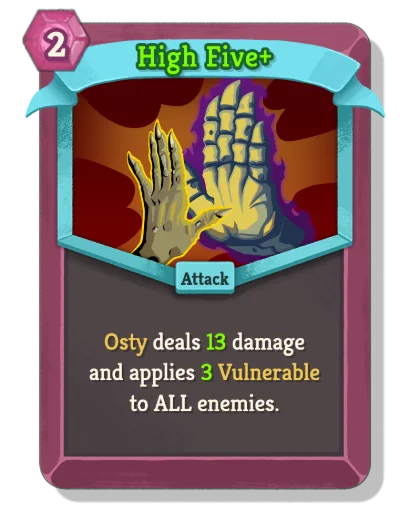 2
High Five+
Attack
Osty deals 13 damage
and applies 3 Vulnerable
to ALL enemies.